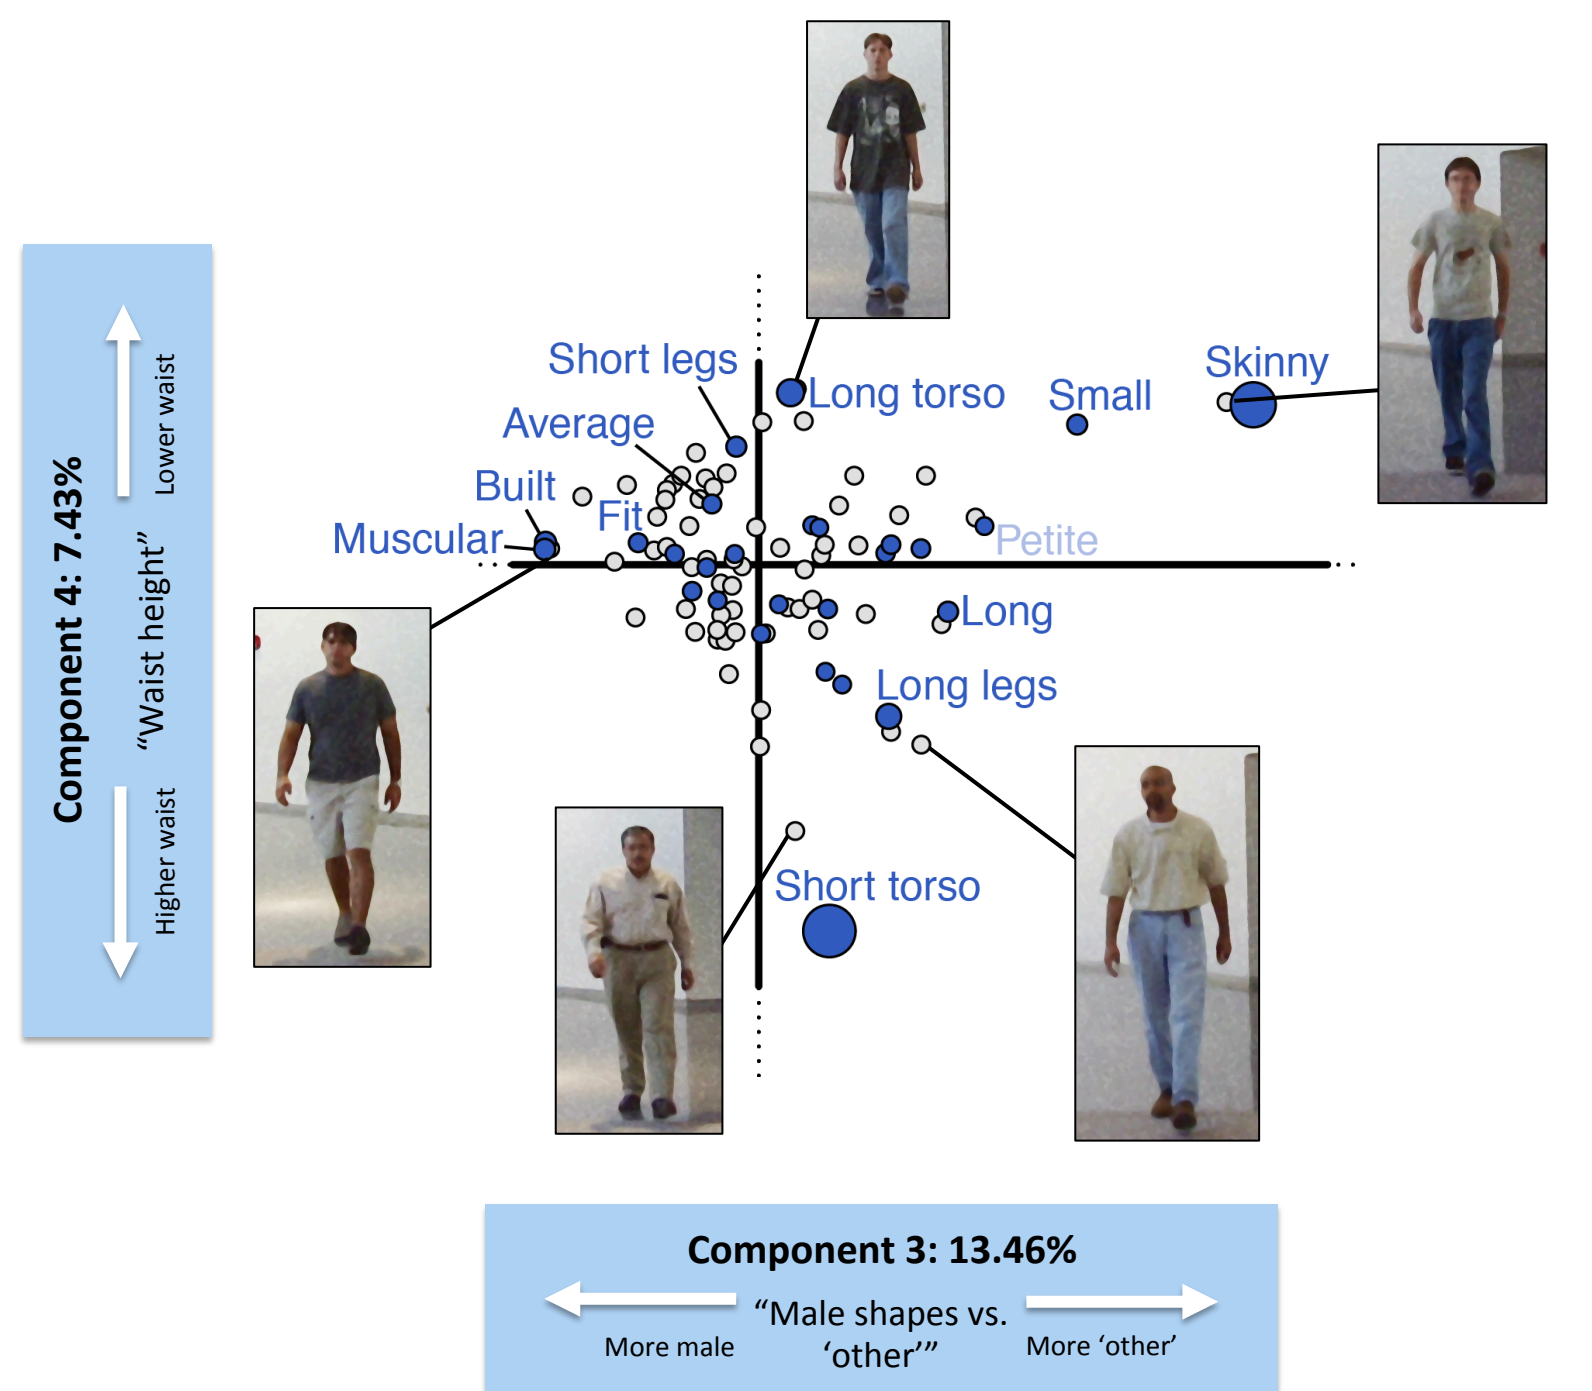 Short legs
Long torso
Skinny
Small
Average
Built
Fit
Muscular
Petite
Long
Long legs
Short torso
Component 4: 7.43%
“Waist height”
Lower waist
Higher waist
Component 3: 13.46%
“Male shapes vs.
‘other’”
More male
More ‘other’